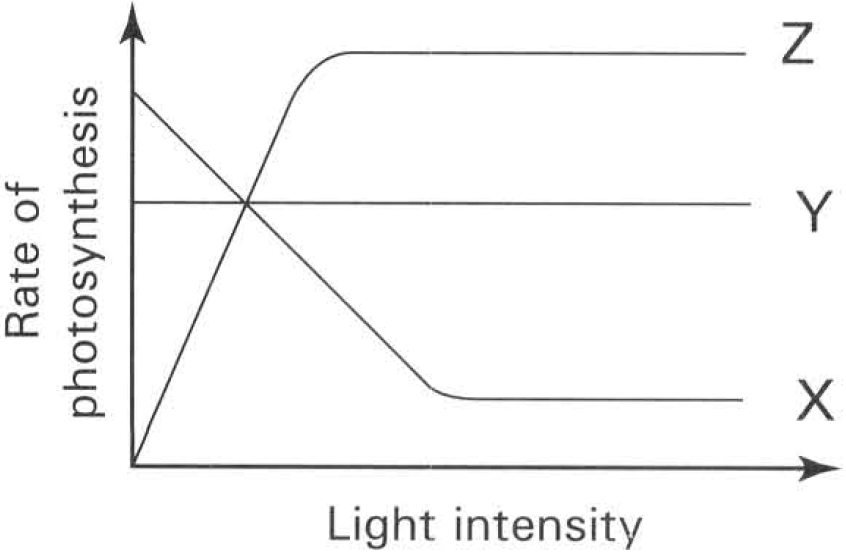 Rate of
photosynthesis
Z
Y
X
Light intensity